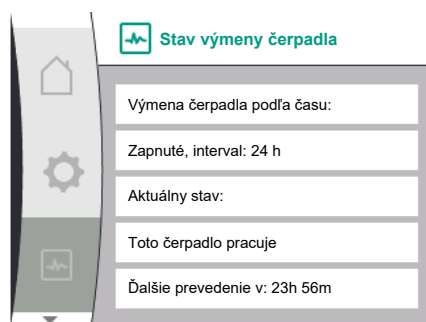 Stav výmeny čerpadla
Výmena čerpadla podľa času:
Zapnuté, interval: 24 h
Aktuálny stav:
Toto čerpadlo pracuje
Ďalšie prevedenie v: 23h 56m